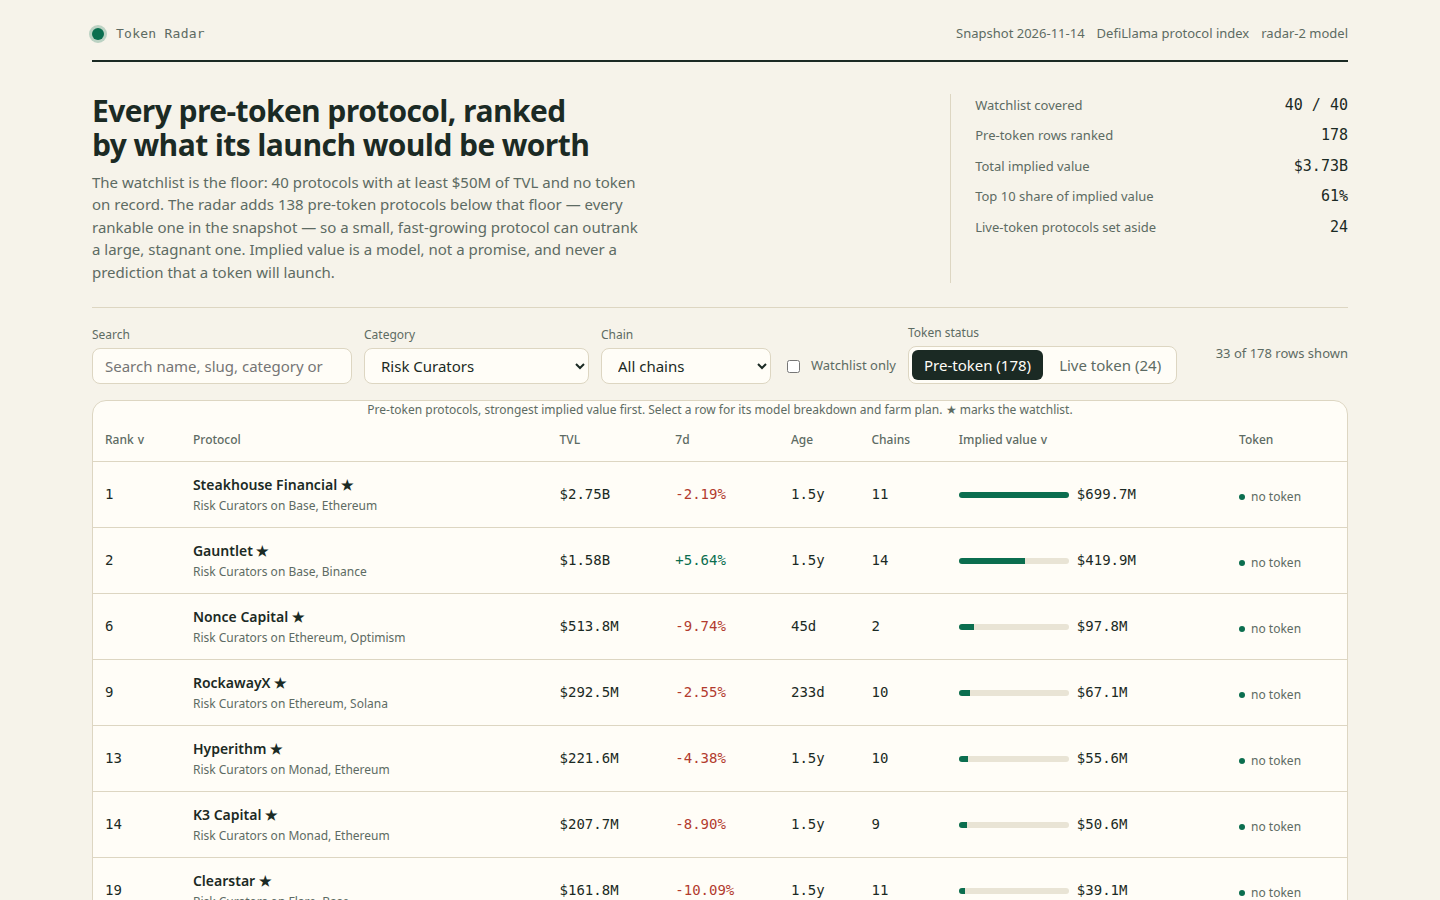 Token Radar
Snapshot 2026-11-14 DefiLlama protocol index radar-2 model
Every pre-token protocol, ranked
by what its launch would be worth
The watchlist is the floor: 40 protocols with at least $50M of TVL and no token
on record. The radar adds 138 pre-token protocols below that floor — every
rankable one in the snapshot — so a small, fast-growing protocol can outrank
a large, stagnant one. Implied value is a model, not a promise, and never a
prediction that a token will launch.
Watchlist covered 40 / 40
Pre-token rows ranked 178
Total implied value $3.73B
Top 10 share of implied value 61%
Live-token protocols set aside 24
Search Category Chain Token status
Search name, slug, category or Risk Curators All chains Watchlist only Pre-token (178) Live token (24) 33 of 178 rows shown
Pre-token protocols, strongest implied value first. Select a row for its model breakdown and farm plan. ★ marks the watchlist.
Rank v Protocol TVL 7d Age Chains Implied value v Token
1 Steakhouse Financial ★ $2.75B -2.19% 1.5y 11 $699.7M no token
Risk Curators on Base, Ethereum
2 Gauntlet ★ $1.58B +5.64% 1.5y 14 $419.9M no token
Risk Curators on Base, Binance
6 Nonce Capital ★ $513.8M -9.74% 45d 2 $97.8M no token
Risk Curators on Ethereum, Optimism
9 RockawayX ★ $292.5M -2.55% 233d 10 $67.1M no token
Risk Curators on Ethereum, Solana
13 Hyperithm ★ $221.6M -4.38% 1.5y 10 $55.6M no token
Risk Curators on Monad, Ethereum
14 K3 Capital ★ $207.7M -8.90% 1.5y 9 $50.6M no token
Risk Curators on Monad, Ethereum
19 Clearstar ★ $161.8M -10.09% 1.5y 11 $39.1M no token
Risk Curators on Flare, Base